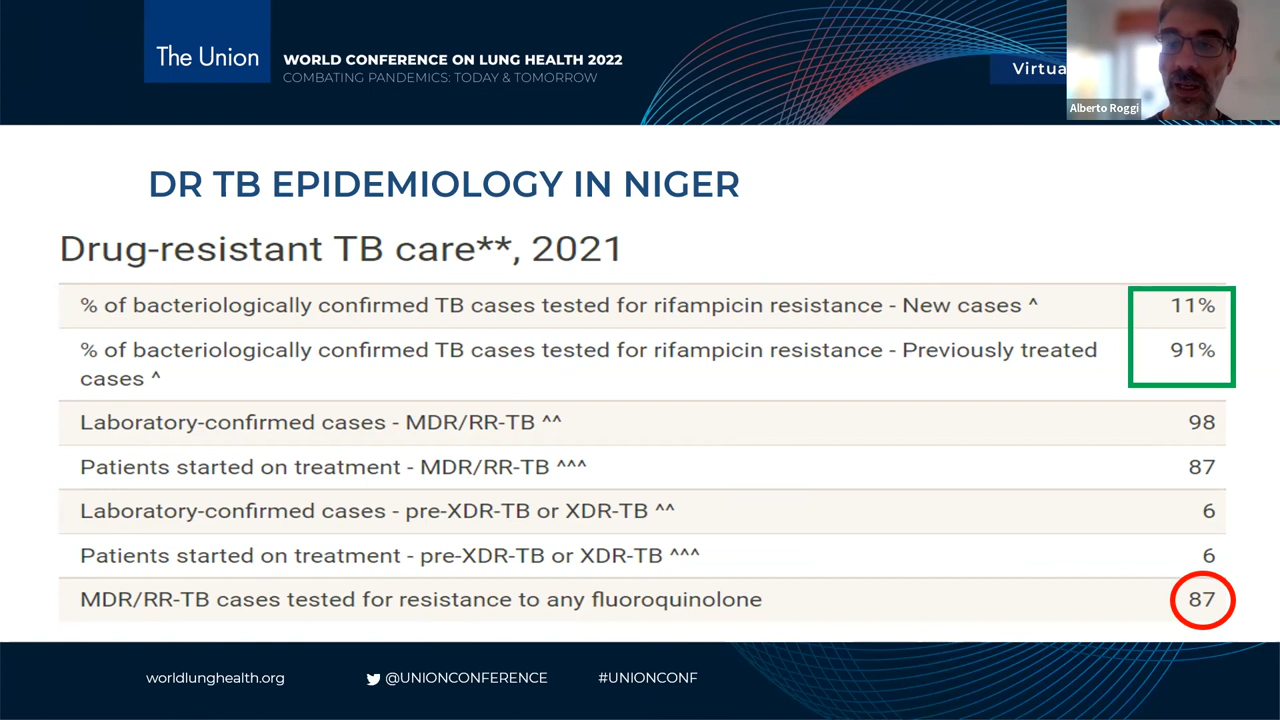 The Union
WORLD CONFERENCE ON LUNG HEALTH 2022
COMBATING PANDEMICS: TODAY & TOMORROW
Virtua
Alberto Roggi
DR TB EPIDEMIOLOGY IN NIGER
Drug-resistant TB care**, 2021
% of bacteriologically confirmed TB cases tested for rifampicin resistance - New cases ^ 11%
% of bacteriologically confirmed TB cases tested for rifampicin resistance - Previously treated 91%
cases ^
Laboratory-confirmed cases - MDR/RR-TB ^^ 98
Patients started on treatment - MDR/RR-TB ^^^ 87
Laboratory-confirmed cases - pre-XDR-TB or XDR-TB ^^ 6
Patients started on treatment - pre-XDR-TB or XDR-TB ^^^ 6
MDR/RR-TB cases tested for resistance to any fluoroquinolone 87
worldlunghealth.org @UNIONCONFERENCE #UNIONCONF